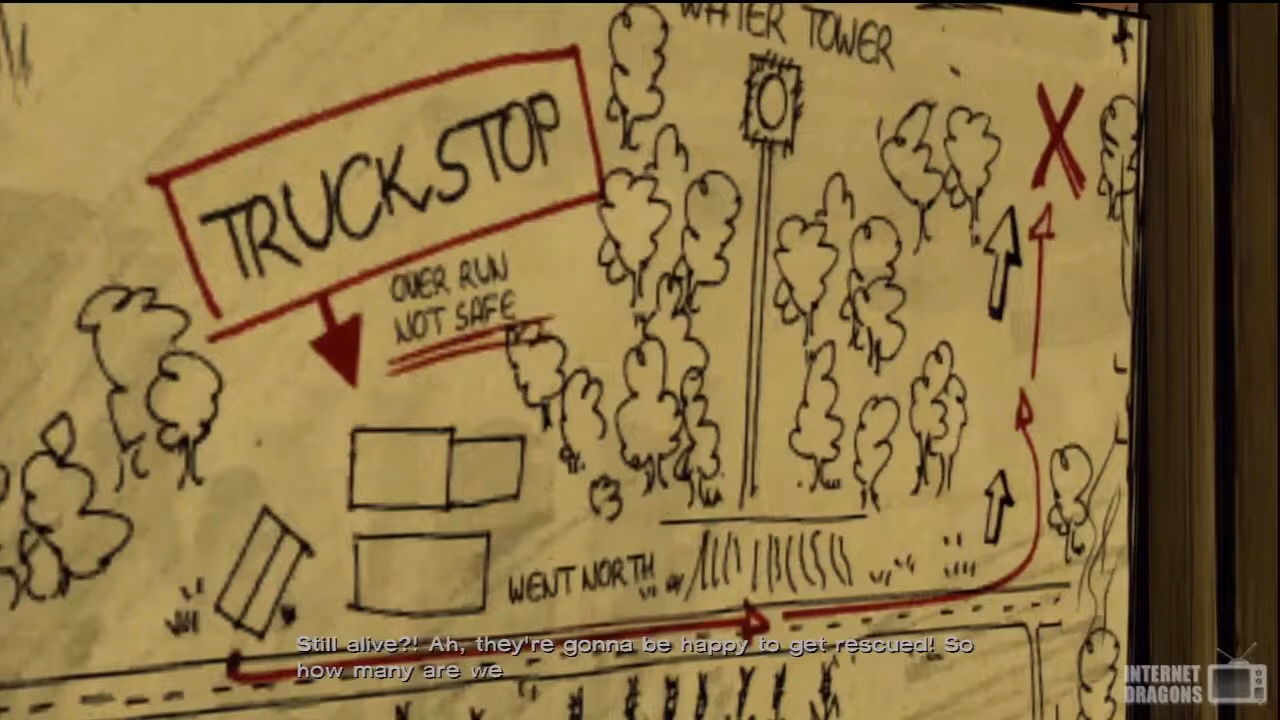 WATER TOWER
TRUCK STOP
OVER RUN
NOT SAFE
X
WENT NORTH
Still alive?! Ah, they're gonna be happy to get rescued! So
how many are we
INTERNET
DRAGONS